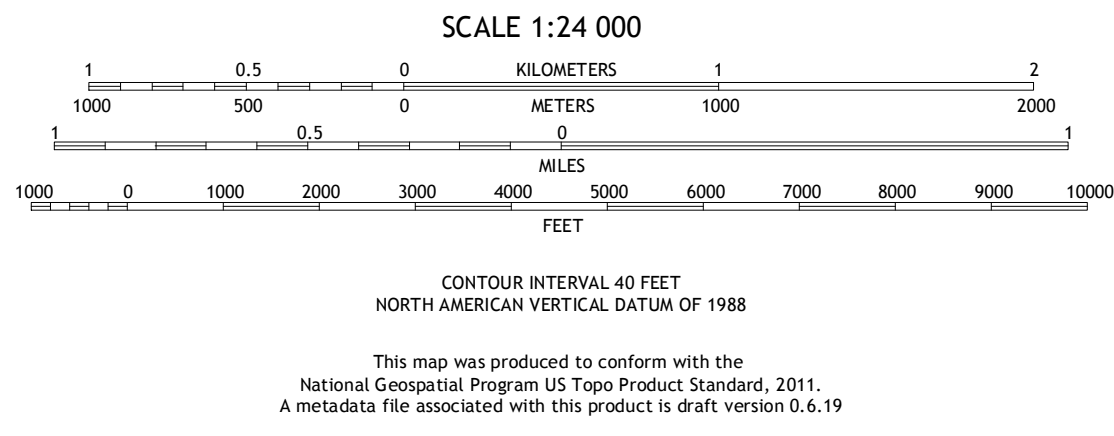 SCALE 1:24 000
1 0.5 0 KILOMETERS 1 2
1000 500 0 METERS 1000 2000
1 0.5 0 1
MILES
1000 0 1000 2000 3000 4000 5000 6000 7000 8000 9000 10000
FEET
CONTOUR INTERVAL 40 FEET
NORTH AMERICAN VERTICAL DATUM OF 1988
This map was produced to conform with the
National Geospatial Program US Topo Product Standard, 2011.
A metadata file associated with this product is draft version 0.6.19